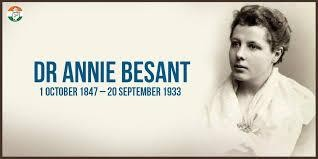 DR ANNIE BESANT
1 OCTOBER 1847 – 20 SEPTEMBER 1933